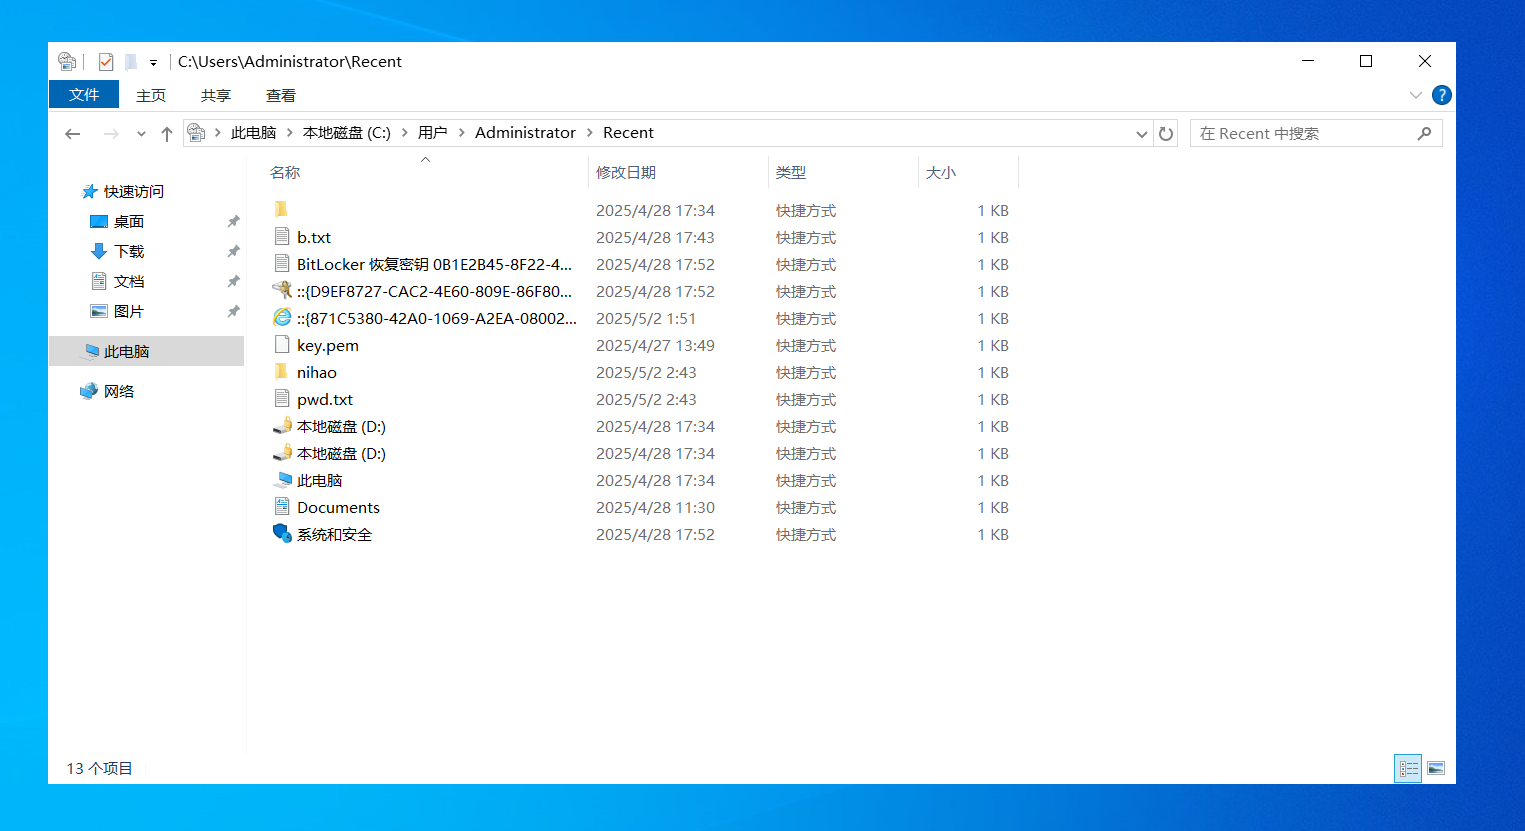 C:\Users\Administrator\Recent
文件 主页 共享 查看
此电脑 本地磁盘 (C:) 用户 Administrator Recent
在 Recent 中搜索
名称 修改日期 类型 大小
快速访问
桌面
下载
文档
图片
此电脑
网络
2025/4/28 17:34 快捷方式 1 KB
b.txt 2025/4/28 17:43 快捷方式 1 KB
BitLocker 恢复密钥 0B1E2B45-8F22-4... 2025/4/28 17:52 快捷方式 1 KB
::{D9EF8727-CAC2-4E60-809E-86F80... 2025/4/28 17:52 快捷方式 1 KB
::{871C5380-42A0-1069-A2EA-08002... 2025/5/2 1:51 快捷方式 1 KB
key.pem 2025/4/27 13:49 快捷方式 1 KB
nihao 2025/5/2 2:43 快捷方式 1 KB
pwd.txt 2025/5/2 2:43 快捷方式 1 KB
本地磁盘 (D:) 2025/4/28 17:34 快捷方式 1 KB
本地磁盘 (D:) 2025/4/28 17:34 快捷方式 1 KB
此电脑 2025/4/28 17:34 快捷方式 1 KB
Documents 2025/4/28 11:30 快捷方式 1 KB
系统和安全 2025/4/28 17:52 快捷方式 1 KB
13 个项目